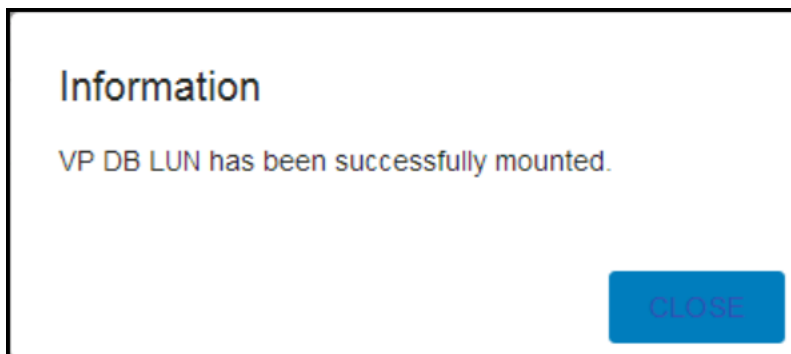 Information
VP DB LUN has been successfully mounted.
CLOSE